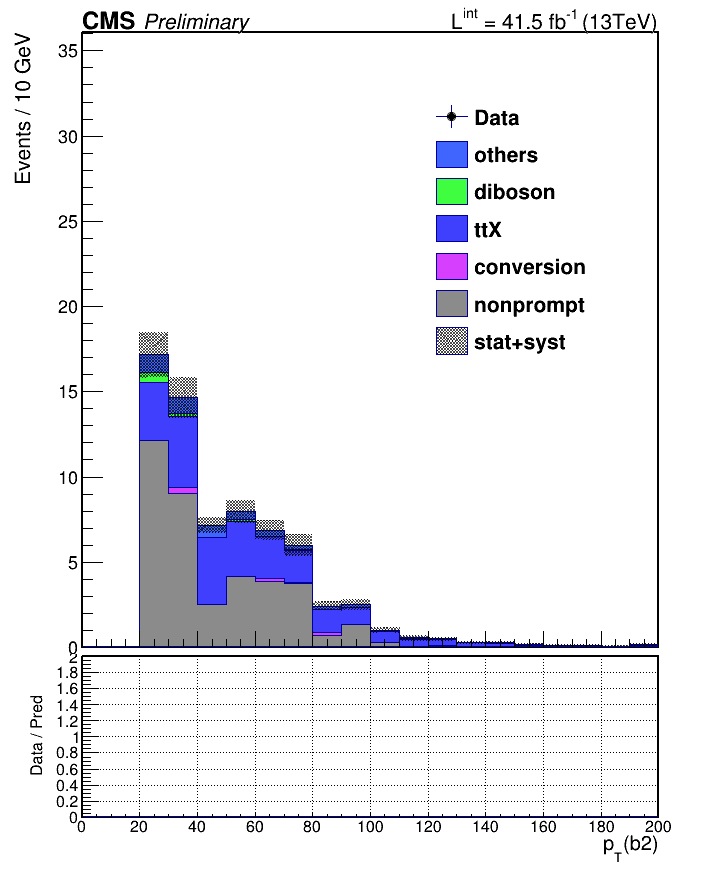 CMS Preliminary
L^int = 41.5 fb^-1 (13TeV)
Events / 10 GeV
35
30
25
20
15
10
5
0
Data
others
diboson
ttX
conversion
nonprompt
stat+syst
Data / Pred
2
1.8
1.6
1.4
1.2
1
0.8
0.6
0.4
0.2
0
0 20 40 60 80 100 120 140 160 180 200
p_T(b2)